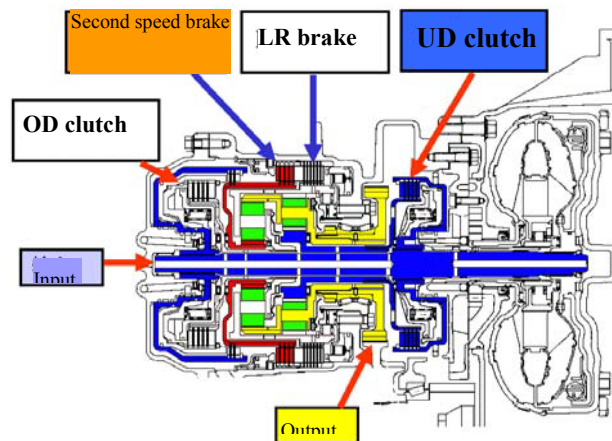 Second speed brake
LR brake
UD clutch
OD clutch
Input
Output